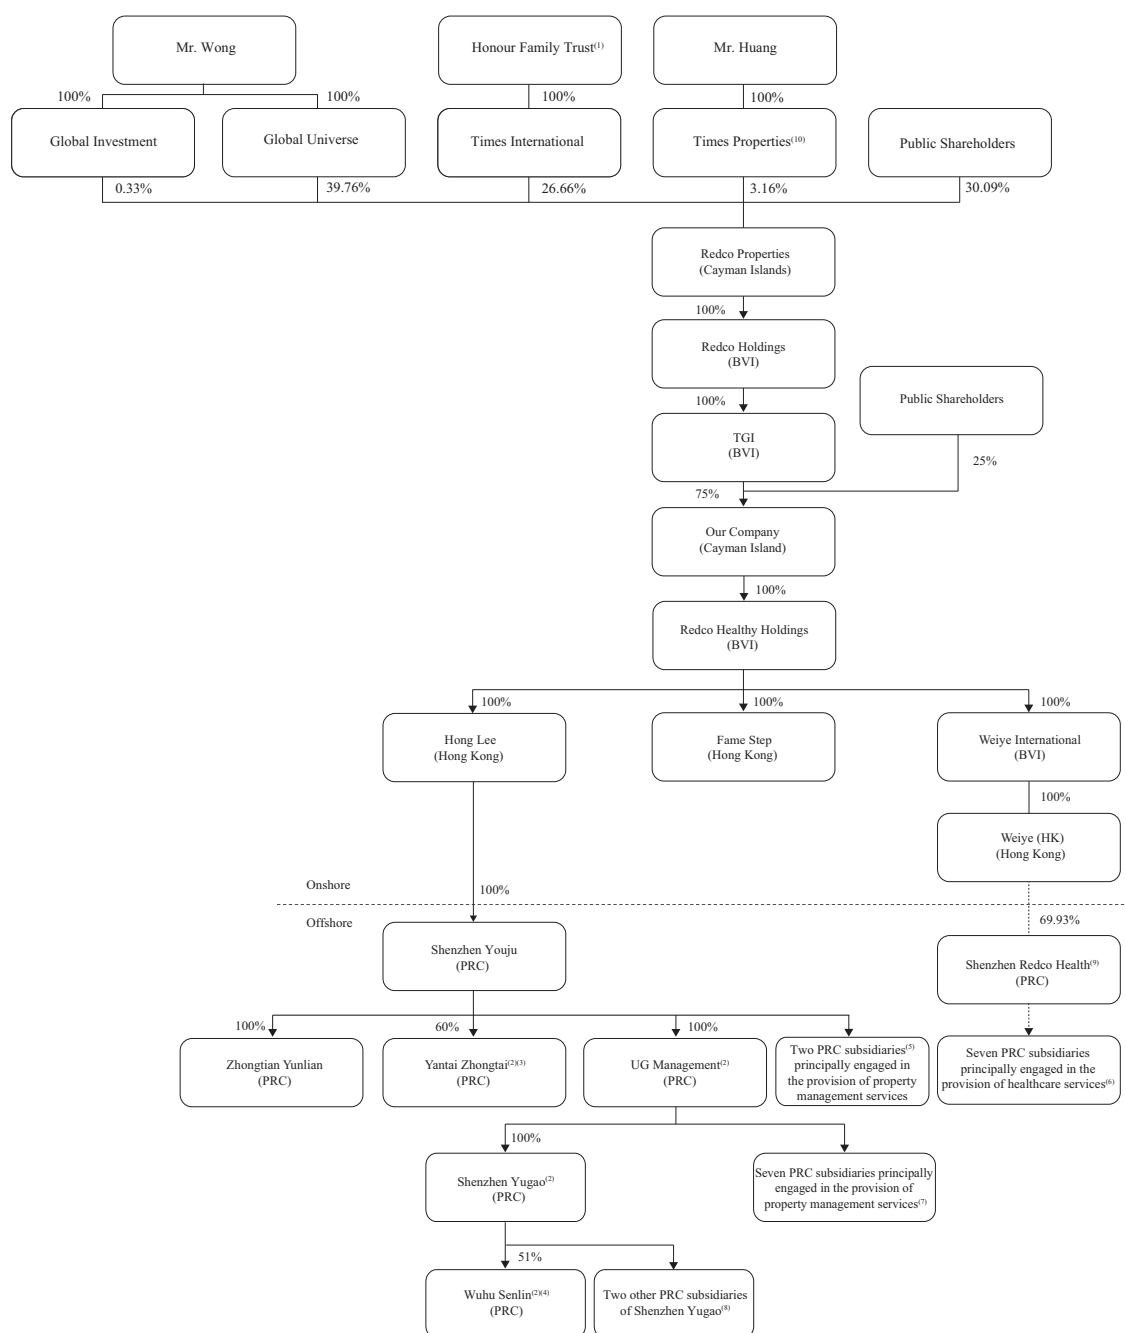 Mr. Wong
Honour Family Trust(1)
Mr. Huang
100%
100%
100%
100%
Global Investment
Global Universe
Times International
Times Properties(10)
Public Shareholders
0.33%
39.76%
26.66%
3.16%
30.09%
Redco Properties
(Cayman Islands)
100%
Redco Holdings
(BVI)
100%
Public Shareholders
TGI
(BVI)
25%
75%
Our Company
(Cayman Island)
100%
Redco Healthy Holdings
(BVI)
100%
100%
100%
Hong Lee
(Hong Kong)
Fame Step
(Hong Kong)
Weiye International
(BVI)
100%
Weiye (HK)
(Hong Kong)
Onshore
100%
Offshore
69.93%
Shenzhen Youju
(PRC)
Shenzhen Redco Health(9)
(PRC)
100%
60%
100%
Zhongtian Yunlian
(PRC)
Yantai Zhongtai(2)(3)
(PRC)
UG Management(2)
(PRC)
Two PRC subsidiaries(5)
principally engaged in
the provision of property
management services
Seven PRC subsidiaries
principally engaged in the
provision of healthcare services(6)
100%
Shenzhen Yugao(2)
(PRC)
Seven PRC subsidiaries principally
engaged in the provision of
property management services(7)
51%
Wuhu Senlin(2)(4)
(PRC)
Two other PRC subsidiaries
of Shenzhen Yugao(8)